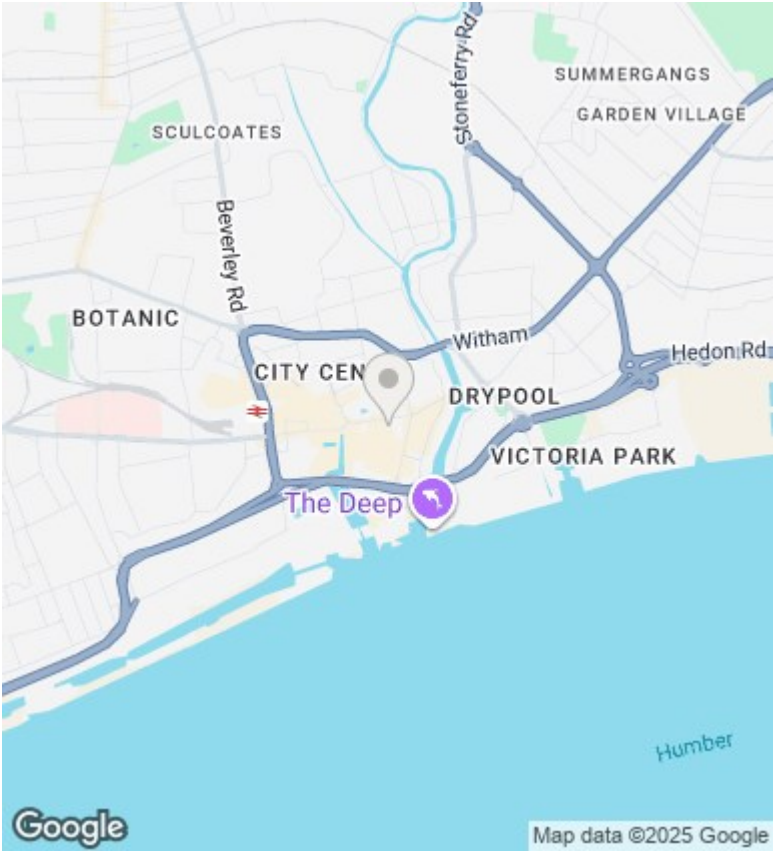 Stoneferry Rd
SUMMERGANGS
GARDEN VILLAGE
SCULCOATES
Beverley Rd
BOTANIC
Witham
Hedon Rd
CITY CEN
DRYPOOL
VICTORIA PARK
The Deep
Humber
Google
Map data ©2025 Google